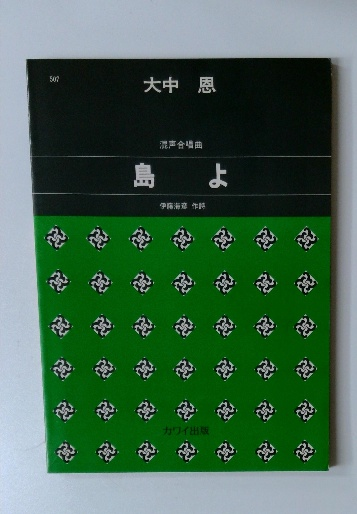 507
大中 恩
混声合唱曲
島 よ
伊藤海彦 作詩
カワイ出版